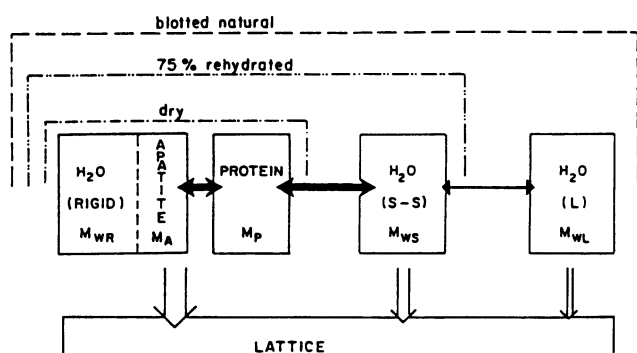 blotted natural
75% rehydrated
dry
H2O
(RIGID)
MWR
APATITE
MA
PROTEIN
MP
H2O
(S-S)
MWS
H2O
(L)
MWL
LATTICE